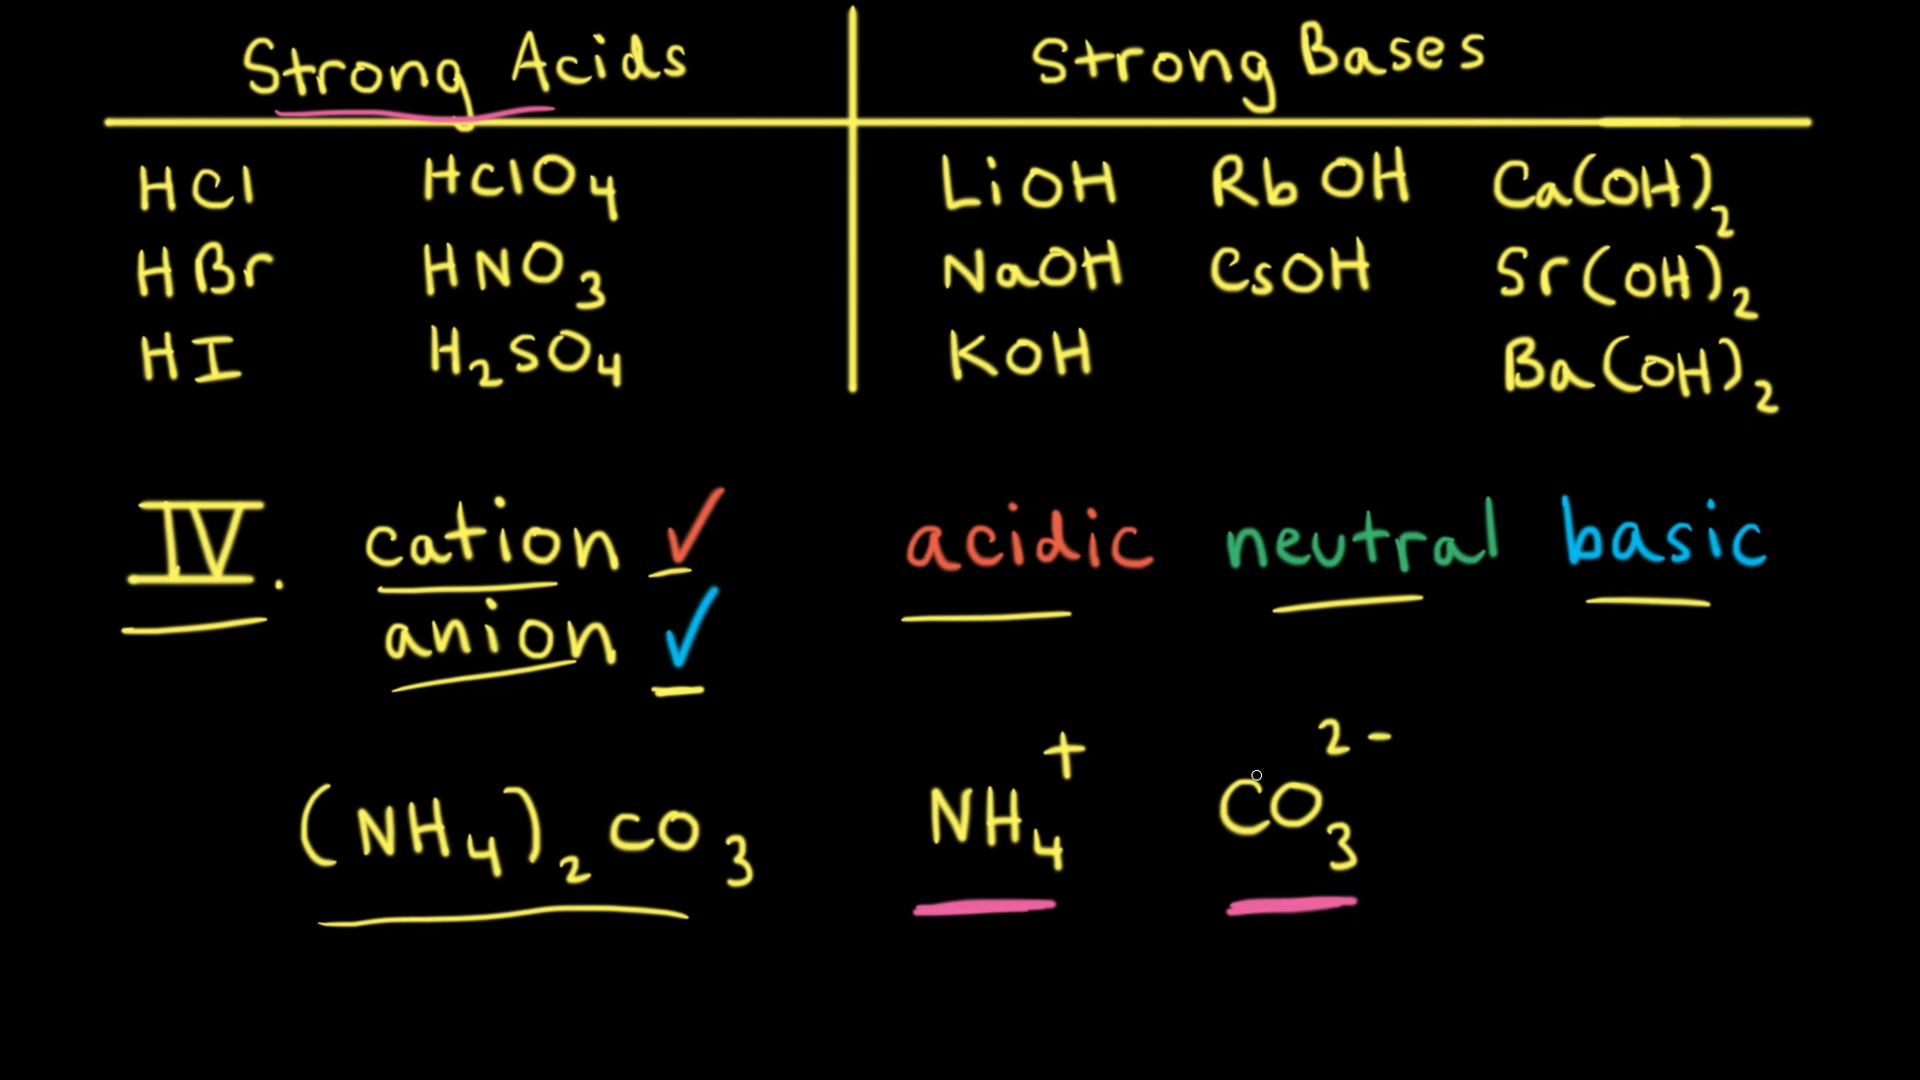 Strong Acids Strong Bases
HCl HClO4 LiOH RbOH Ca(OH)2
HBr HNO3 NaOH CsOH Sr(OH)2
HI H2SO4 KOH Ba(OH)2
IV. cation ✓ acidic neutral basic
anion ✓
(NH4)2CO3 NH4+ CO3 2-